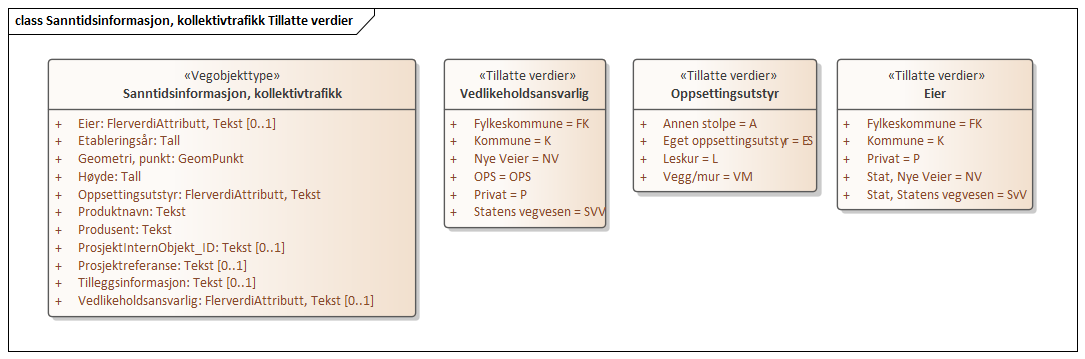 class Sanntidsinformasjon, kollektivtrafikk Tillatte verdier
«Vegobjekttype»
Sanntidsinformasjon, kollektivtrafikk
+ Eier: FlerverdiAttributt, Tekst [0..1]
+ Etableringsår: Tall
+ Geometri, punkt: GeomPunkt
+ Høyde: Tall
+ Oppsettingsutstyr: FlerverdiAttributt, Tekst
+ Produktnavn: Tekst
+ Produsent: Tekst
+ ProsjektInternObjekt_ID: Tekst [0..1]
+ Prosjektreferanse: Tekst [0..1]
+ Tilleggsinformasjon: Tekst [0..1]
+ Vedlikeholdsansvarlig: FlerverdiAttributt, Tekst [0..1]
«Tillatte verdier»
Vedlikeholdsansvarlig
+ Fylkeskommune = FK
+ Kommune = K
+ Nye Veier = NV
+ OPS = OPS
+ Privat = P
+ Statens vegvesen = SVV
«Tillatte verdier»
Oppsettingsutstyr
+ Annen stolpe = A
+ Eget oppsettingsutstyr = ES
+ Leskur = L
+ Vegg/mur = VM
«Tillatte verdier»
Eier
+ Fylkeskommune = FK
+ Kommune = K
+ Privat = P
+ Stat, Nye Veier = NV
+ Stat, Statens vegvesen = SvV